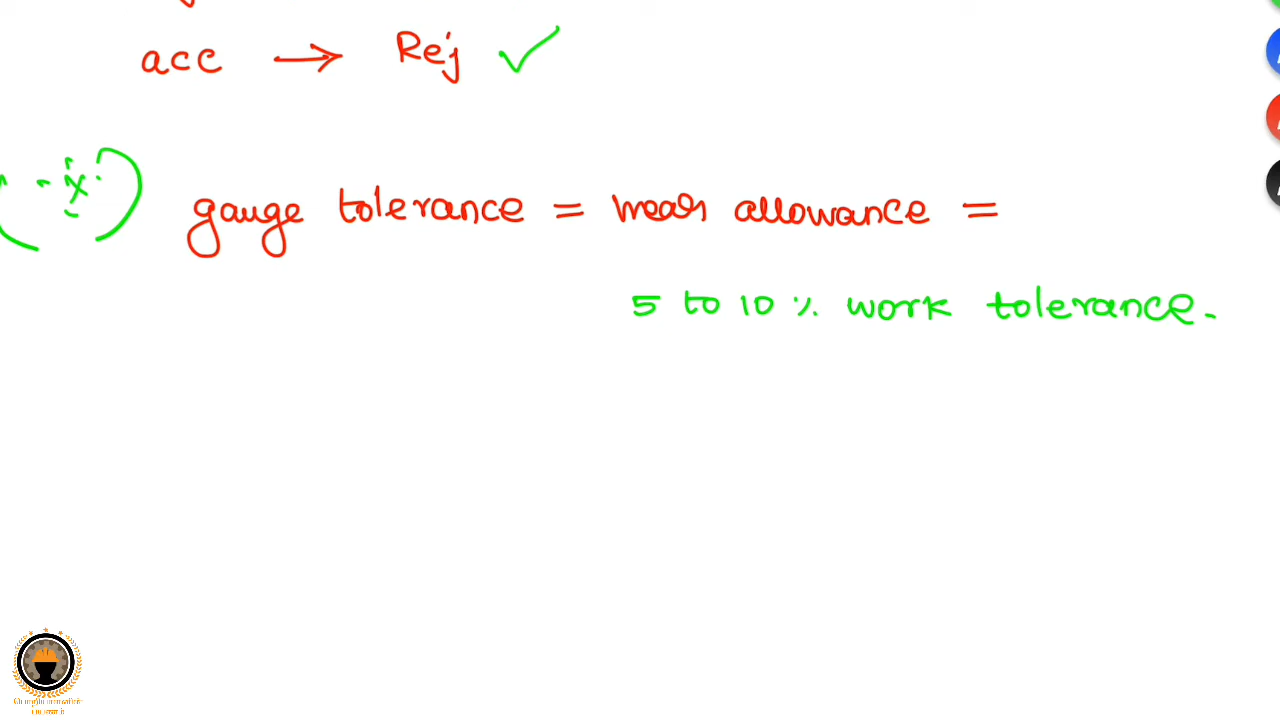 acc → Rej ✓
gauge tolerance = wear allowance =
5 to 10 % work tolerance.